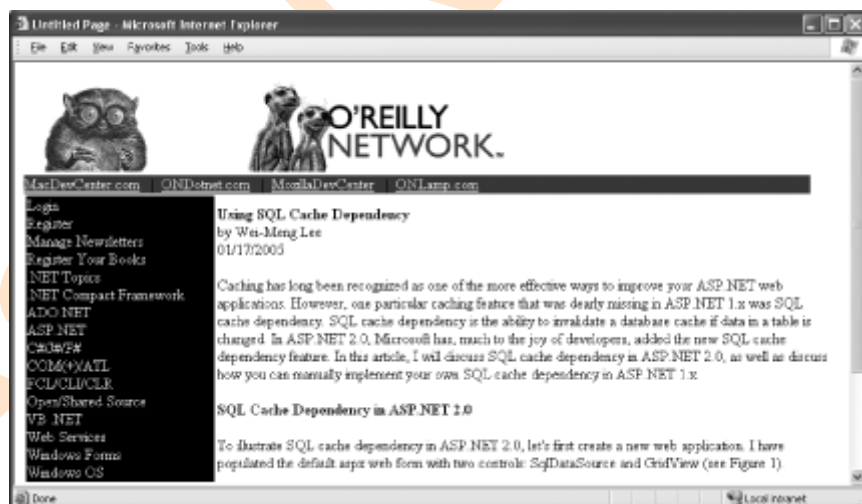 Untitled Page - Microsoft Internet Explorer
File Edit View Favorites Tools Help
O'REILLY
NETWORK.
MacDevCenter.com | ONDotnet.com | MozillaDevCenter | ONLamp.com
Login
Register
Manage Newsletters
Register Your Books
.NET Topics
.NET Compact Framework
ADO.NET
ASP.NET
C#/J#/F#
COM(+)/ATL
FCL/CLI/CLR
Open/Shared Source
VB .NET
Web Services
Windows Forms
Windows OS
Using SQL Cache Dependency
by Wei-Meng Lee
01/17/2005
Caching has long been recognized as one of the more effective ways to improve your ASP.NET web
applications. However, one particular caching feature that was dearly missing in ASP.NET 1.x was SQL
cache dependency. SQL cache dependency is the ability to invalidate a database cache if data in a table is
changed. In ASP.NET 2.0, Microsoft has, much to the joy of developers, added the new SQL cache
dependency feature. In this article, I will discuss SQL cache dependency in ASP.NET 2.0, as well as discuss
how you can manually implement your own SQL-cache dependency in ASP.NET 1.x
SQL Cache Dependency in ASP.NET 2.0
To illustrate SQL cache dependency in ASP.NET 2.0, let's first create a new web application. I have
populated the default.aspx web form with two controls: SqlDataSource and GridView (see Figure 1).
Done
Local intranet